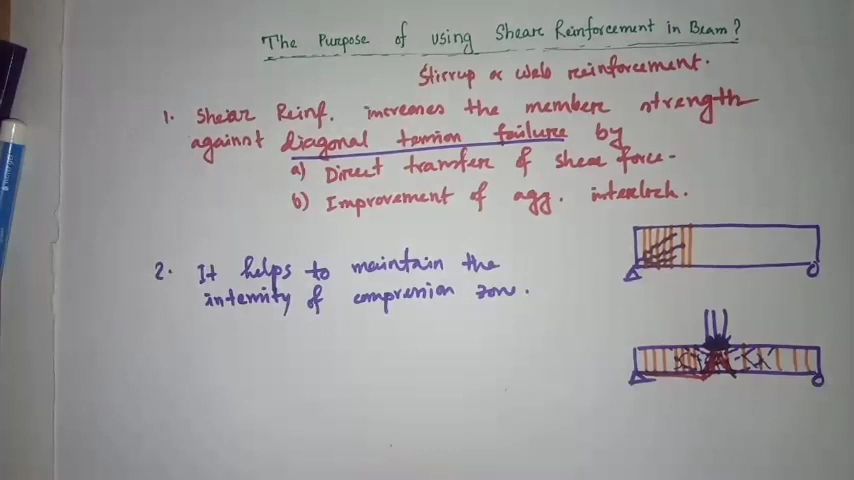 The Purpose of using Shear Reinforcement in Beam?
Stirrup or web reinforcement.
1. Shear Reinf. increases the member strength
against diagonal tension failure by
a) Direct transfer of shear force.
b) Improvement of agg. interlock.
2. It helps to maintain the
intensity of compression zone.